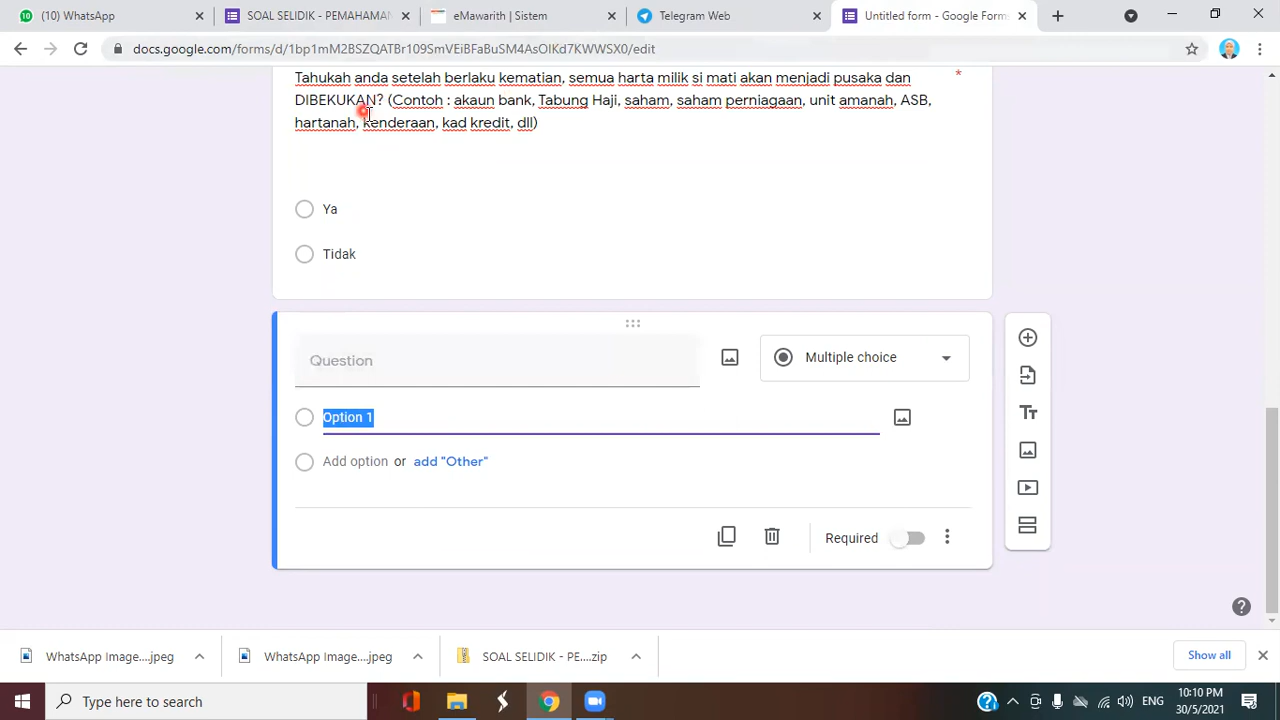 (10) WhatsApp
SOAL SELIDIK - PEMAHAMAN
eMawarith | Sistem
Telegram Web
Untitled form - Google Forms
docs.google.com/forms/d/1bp1mM2BSZQATBr109SmVEiBFaBuSM4AsOIKd7KWWSX0/edit
Tahukah anda setelah berlaku kematian, semua harta milik si mati akan menjadi pusaka dan *
DIBEKUKAN? (Contoh : akaun bank, Tabung Haji, saham, saham perniagaan, unit amanah, ASB,
hartanah, kenderaan, kad kredit, dll)
Ya
Tidak
Question
Multiple choice
Option 1
Add option or add "Other"
Required
WhatsApp Image....jpeg
WhatsApp Image....jpeg
SOAL SELIDIK - PE....zip
Show all
Type here to search
ENG
10:10 PM
30/5/2021